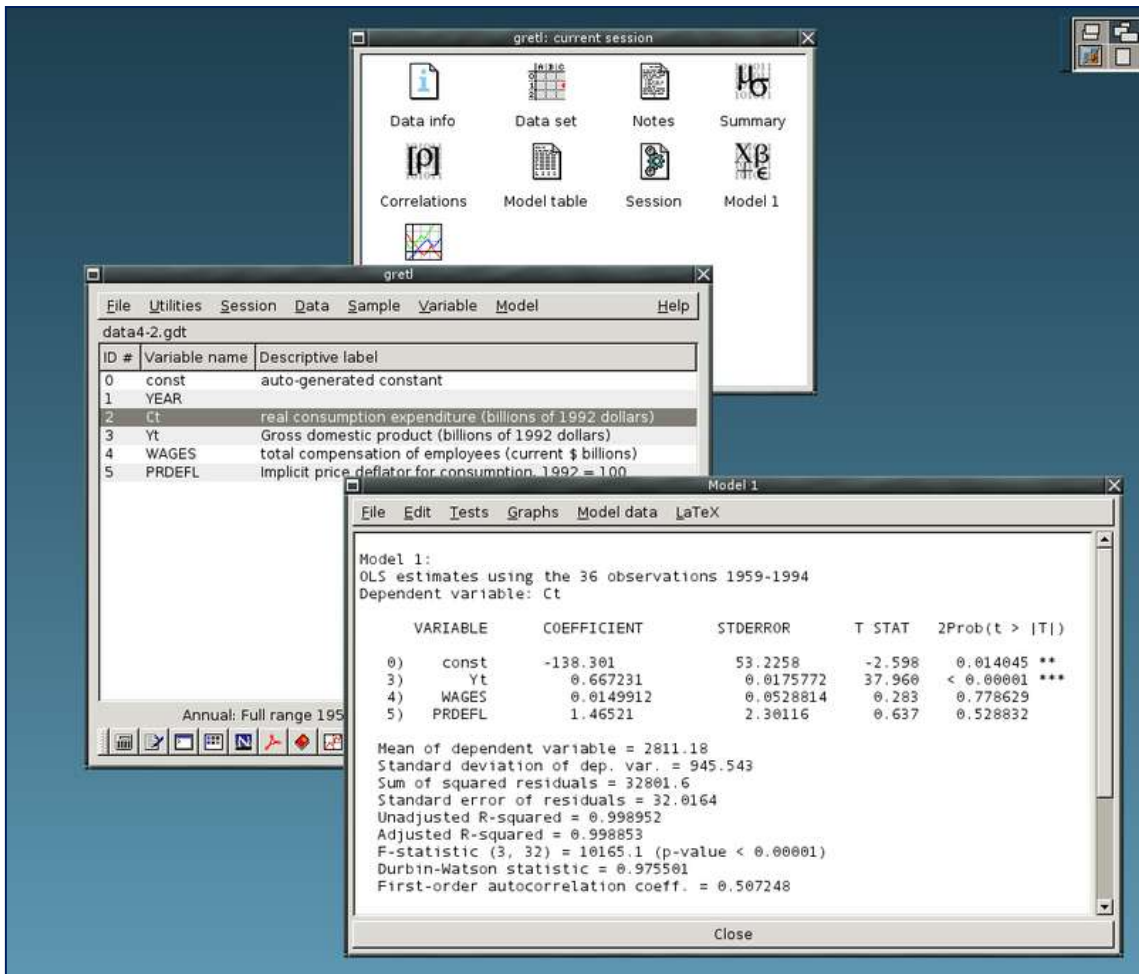 gretl: current session
Data info Data set Notes Summary
Correlations Model table Session Model 1
gretl
File Utilities Session Data Sample Variable Model Help
data4-2.gdt
ID # Variable name Descriptive label
0 const auto-generated constant
1 YEAR
2 Ct real consumption expenditure (billions of 1992 dollars)
3 Yt Gross domestic product (billions of 1992 dollars)
4 WAGES total compensation of employees (current $ billions)
5 PRDEFL Implicit price deflator for consumption, 1992 = 100
Annual: Full range 195
Model 1
File Edit Tests Graphs Model data LaTeX
Model 1:
OLS estimates using the 36 observations 1959-1994
Dependent variable: Ct
VARIABLE COEFFICIENT STDERROR T STAT 2Prob(t > |T|)
0) const -138.301 53.2258 -2.598 0.014045 **
3) Yt 0.667231 0.0175772 37.960 < 0.00001 ***
4) WAGES 0.0149912 0.0528814 0.283 0.778629
5) PRDEFL 1.46521 2.30116 0.637 0.528832
Mean of dependent variable = 2811.18
Standard deviation of dep. var. = 945.543
Sum of squared residuals = 32801.6
Standard error of residuals = 32.0164
Unadjusted R-squared = 0.998952
Adjusted R-squared = 0.998853
F-statistic (3, 32) = 10165.1 (p-value < 0.00001)
Durbin-Watson statistic = 0.975501
First-order autocorrelation coeff. = 0.507248
Close